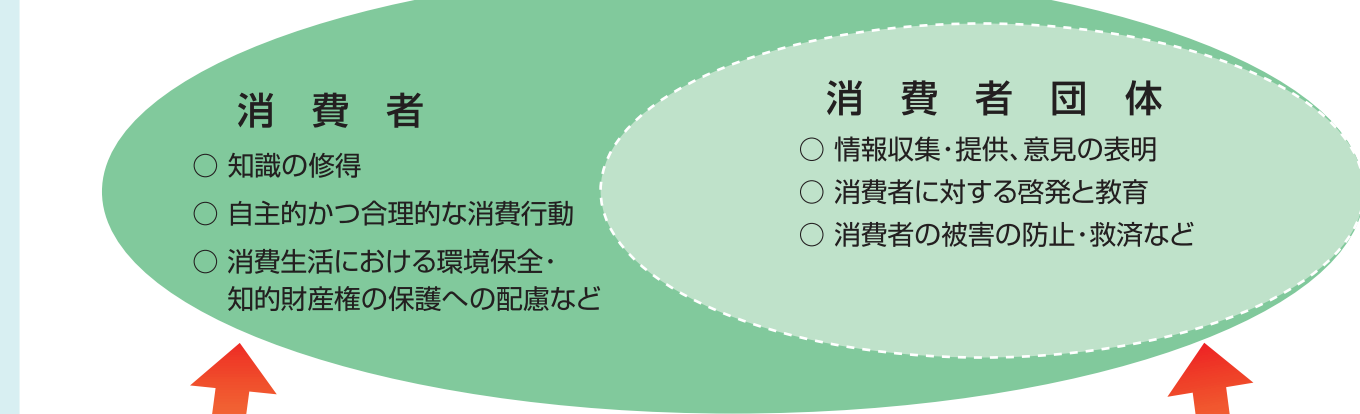 消費者
○ 知識の修得
○ 自主的かつ合理的な消費行動
○ 消費生活における環境保全・
知的財産権の保護への配慮など
消費者団体
○ 情報収集・提供、意見の表明
○ 消費者に対する啓発と教育
○ 消費者の被害の防止・救済など